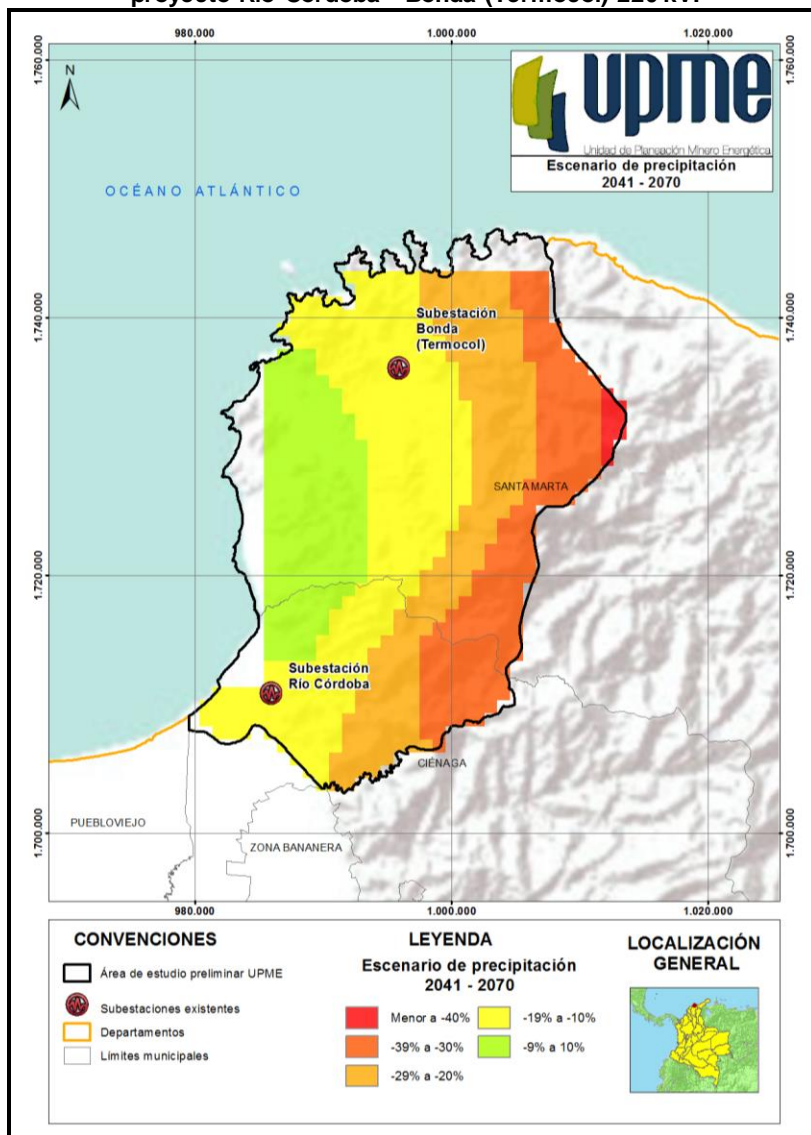 proyecto Río Córdoba – Bonda (Termocol) 220 kV.
980.000
1.000.000
1.020.000
1.760.000
1.760.000
N
upme
Unidad de Planeación Minero Energética
Escenario de precipitación
2041 - 2070
OCÉANO ATLÁNTICO
1.740.000
1.740.000
Subestación
Bonda
(Termocol)
SANTA MARTA
1.720.000
1.720.000
Subestación
Río Córdoba
CIÉNAGA
PUEBLOVIEJO
ZONA BANANERA
1.700.000
1.700.000
980.000
1.000.000
1.020.000
CONVENCIONES
Área de estudio preliminar UPME
Subestaciones existentes
Departamentos
Límites municipales
LEYENDA
Escenario de precipitación
2041 - 2070
Menor a -40%
-39% a -30%
-29% a -20%
-19% a -10%
-9% a 10%
LOCALIZACIÓN
GENERAL